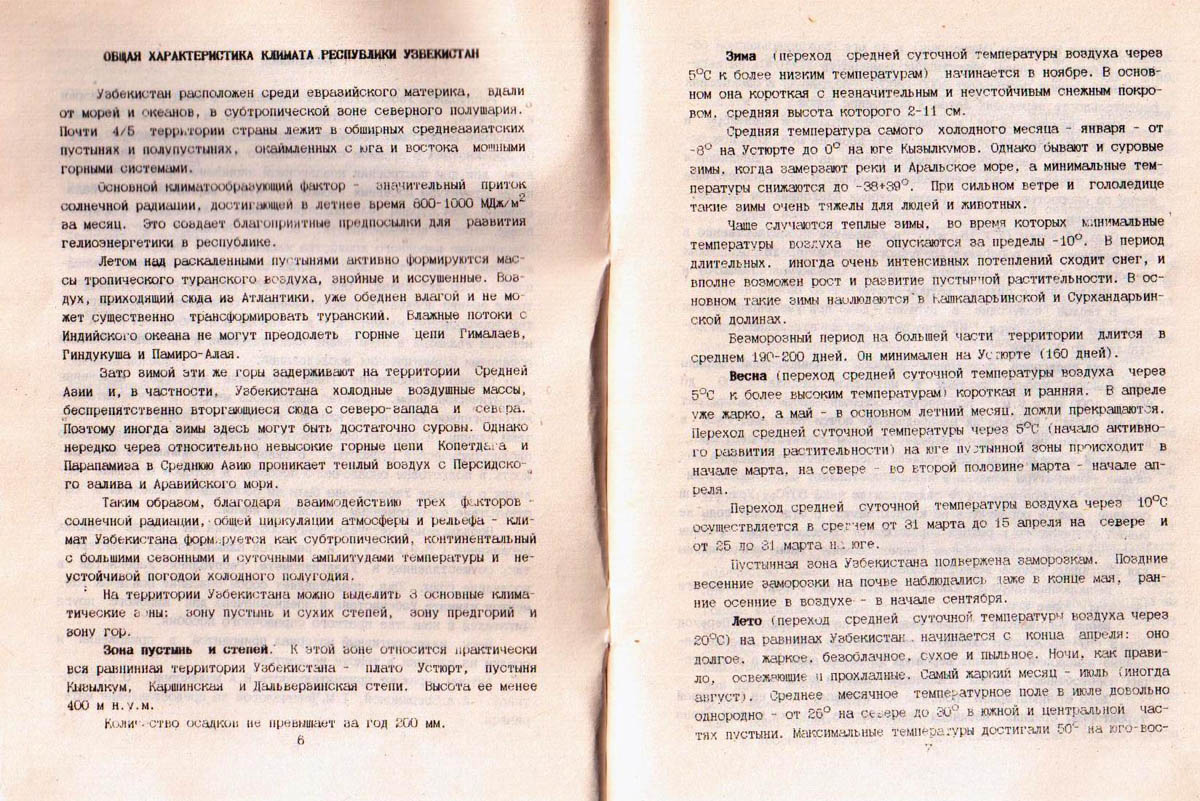 ОБЩАЯ ХАРАКТЕРИСТИКА КЛИМАТА РЕСПУБЛИКИ УЗБЕКИСТАН
Узбекистан расположен среди евразийского материка, вдали
от морей и океанов, в субтропической зоне северного полушария.
Почти 4/5 территории страны лежит в обширных среднеазиатских
пустынях и полупустынях, окаймленных с юга и востока мощными
горными системами.
Основной климатообразующий фактор - значительный приток
солнечной радиации, достигающей в летнее время 800-1000 МДж/м²
за месяц. Это создает благоприятные предпосылки для развития
гелиоэнергетики в республике.
Летом над раскаленными пустынями активно формируются мас-
сы тропического туранского воздуха, знойные и иссушенные. Воз-
дух, приходящий сюда из Атлантики, уже обеднен влагой и не мо-
жет существенно трансформировать туранский. Влажные потоки с
Индийского океана не могут преодолеть горные цепи Гималаев,
Гиндукуша и Памиро-Алая.
Затр зимой эти же горы задерживают на территории Средней
Азии и, в частности, Узбекистана холодные воздушные массы,
беспрепятственно вторгающиеся сюда с северо-запада и севера.
Поэтому иногда зимы здесь могут быть достаточно суровы. Однако
нередко через относительно невысокие горные цепи Копетдага и
Парапамиза в Среднюю Азию проникает теплый воздух с Персидско-
го залива и Аравийского моря.
Таким образом, благодаря взаимодействию трех факторов -
солнечной радиации, общей циркуляции атмосферы и рельефа - кли-
мат Узбекистана формируется как субтропический, континентальный
с большими сезонными и суточными амплитудами температуры и не-
устойчивой погодой холодного полугодия.
На территории Узбекистана можно выделить 3 основные клима-
тические зоны: зону пустынь и сухих степей, зону предгорий и
зону гор.
Зона пустынь и степей. К этой зоне относится практически
вся равнинная территория Узбекистана - плато Устюрт, пустыня
Кызылкум, Каршинская и Дальверзинская степи. Высота ее менее
400 м н.у.м.
Количество осадков не превышает за год 200 мм.
6
Зима (переход средней суточной температуры воздуха через
5°С к более низким температурам) начинается в ноябре. В основ-
ном она короткая с незначительным и неустойчивым снежным покро-
вом, средняя высота которого 2-11 см.
Средняя температура самого холодного месяца - января - от
на Устюрте до 0° на юге Кызылкумов. Однако бывают и суровые
зимы, когда замерзают реки и Аральское море, а минимальные тем-
пературы снижаются до -38+39°. При сильном ветре и гололедице
такие зимы очень тяжелы для людей и животных.
Чаще случаются теплые зимы, во время которых минимальные
температуры воздуха не опускаются за пределы -10°. В период
длительных, иногда очень интенсивных потеплений сходит снег, и
вполне возможен рост и развитие пустынной растительности. В ос-
новном такие зимы наблюдаются в Кашкадарьинской и Сурхандарьин-
ской долинах.
Безморозный период на большей части территории длится в
среднем 190-200 дней. Он минимален на Устюрте (160 дней).
Весна (переход средней суточной температуры воздуха через
5°С к более высоким температурам) короткая и ранняя. В апреле
уже жарко, а май - в основном летний месяц, дожди прекращаются.
Переход средней суточной температуры через 5°С (начало активно-
го развития растительности) на юге пустынной зоны происходит в
начале марта, на севере - во второй половине марта - начале ап-
реля.
Переход средней суточной температуры воздуха через 10°С
осуществляется в среднем от 31 марта до 15 апреля на севере и
от 25 до 31 марта на юге.
Пустынная зона Узбекистана подвержена заморозкам. Поздние
весенние заморозки на почве наблюдались даже в конце мая, ран-
ние осенние в воздухе - в начале сентября.
Лето (переход средней суточной температуры воздуха через
20°С) на равнинах Узбекистана начинается с конца апреля: оно
долгое, жаркое, безоблачное, сухое и пыльное. Ночи, как прави-
ло, освежающие и прохладные. Самый жаркий месяц - июль (иногда
август). Среднее месячное температурное поле в июле довольно
однородно - от 26° на севере до 30° в южной и центральной час-
тях пустыни. Максимальные температуры достигали 50° на юго-вос-
7